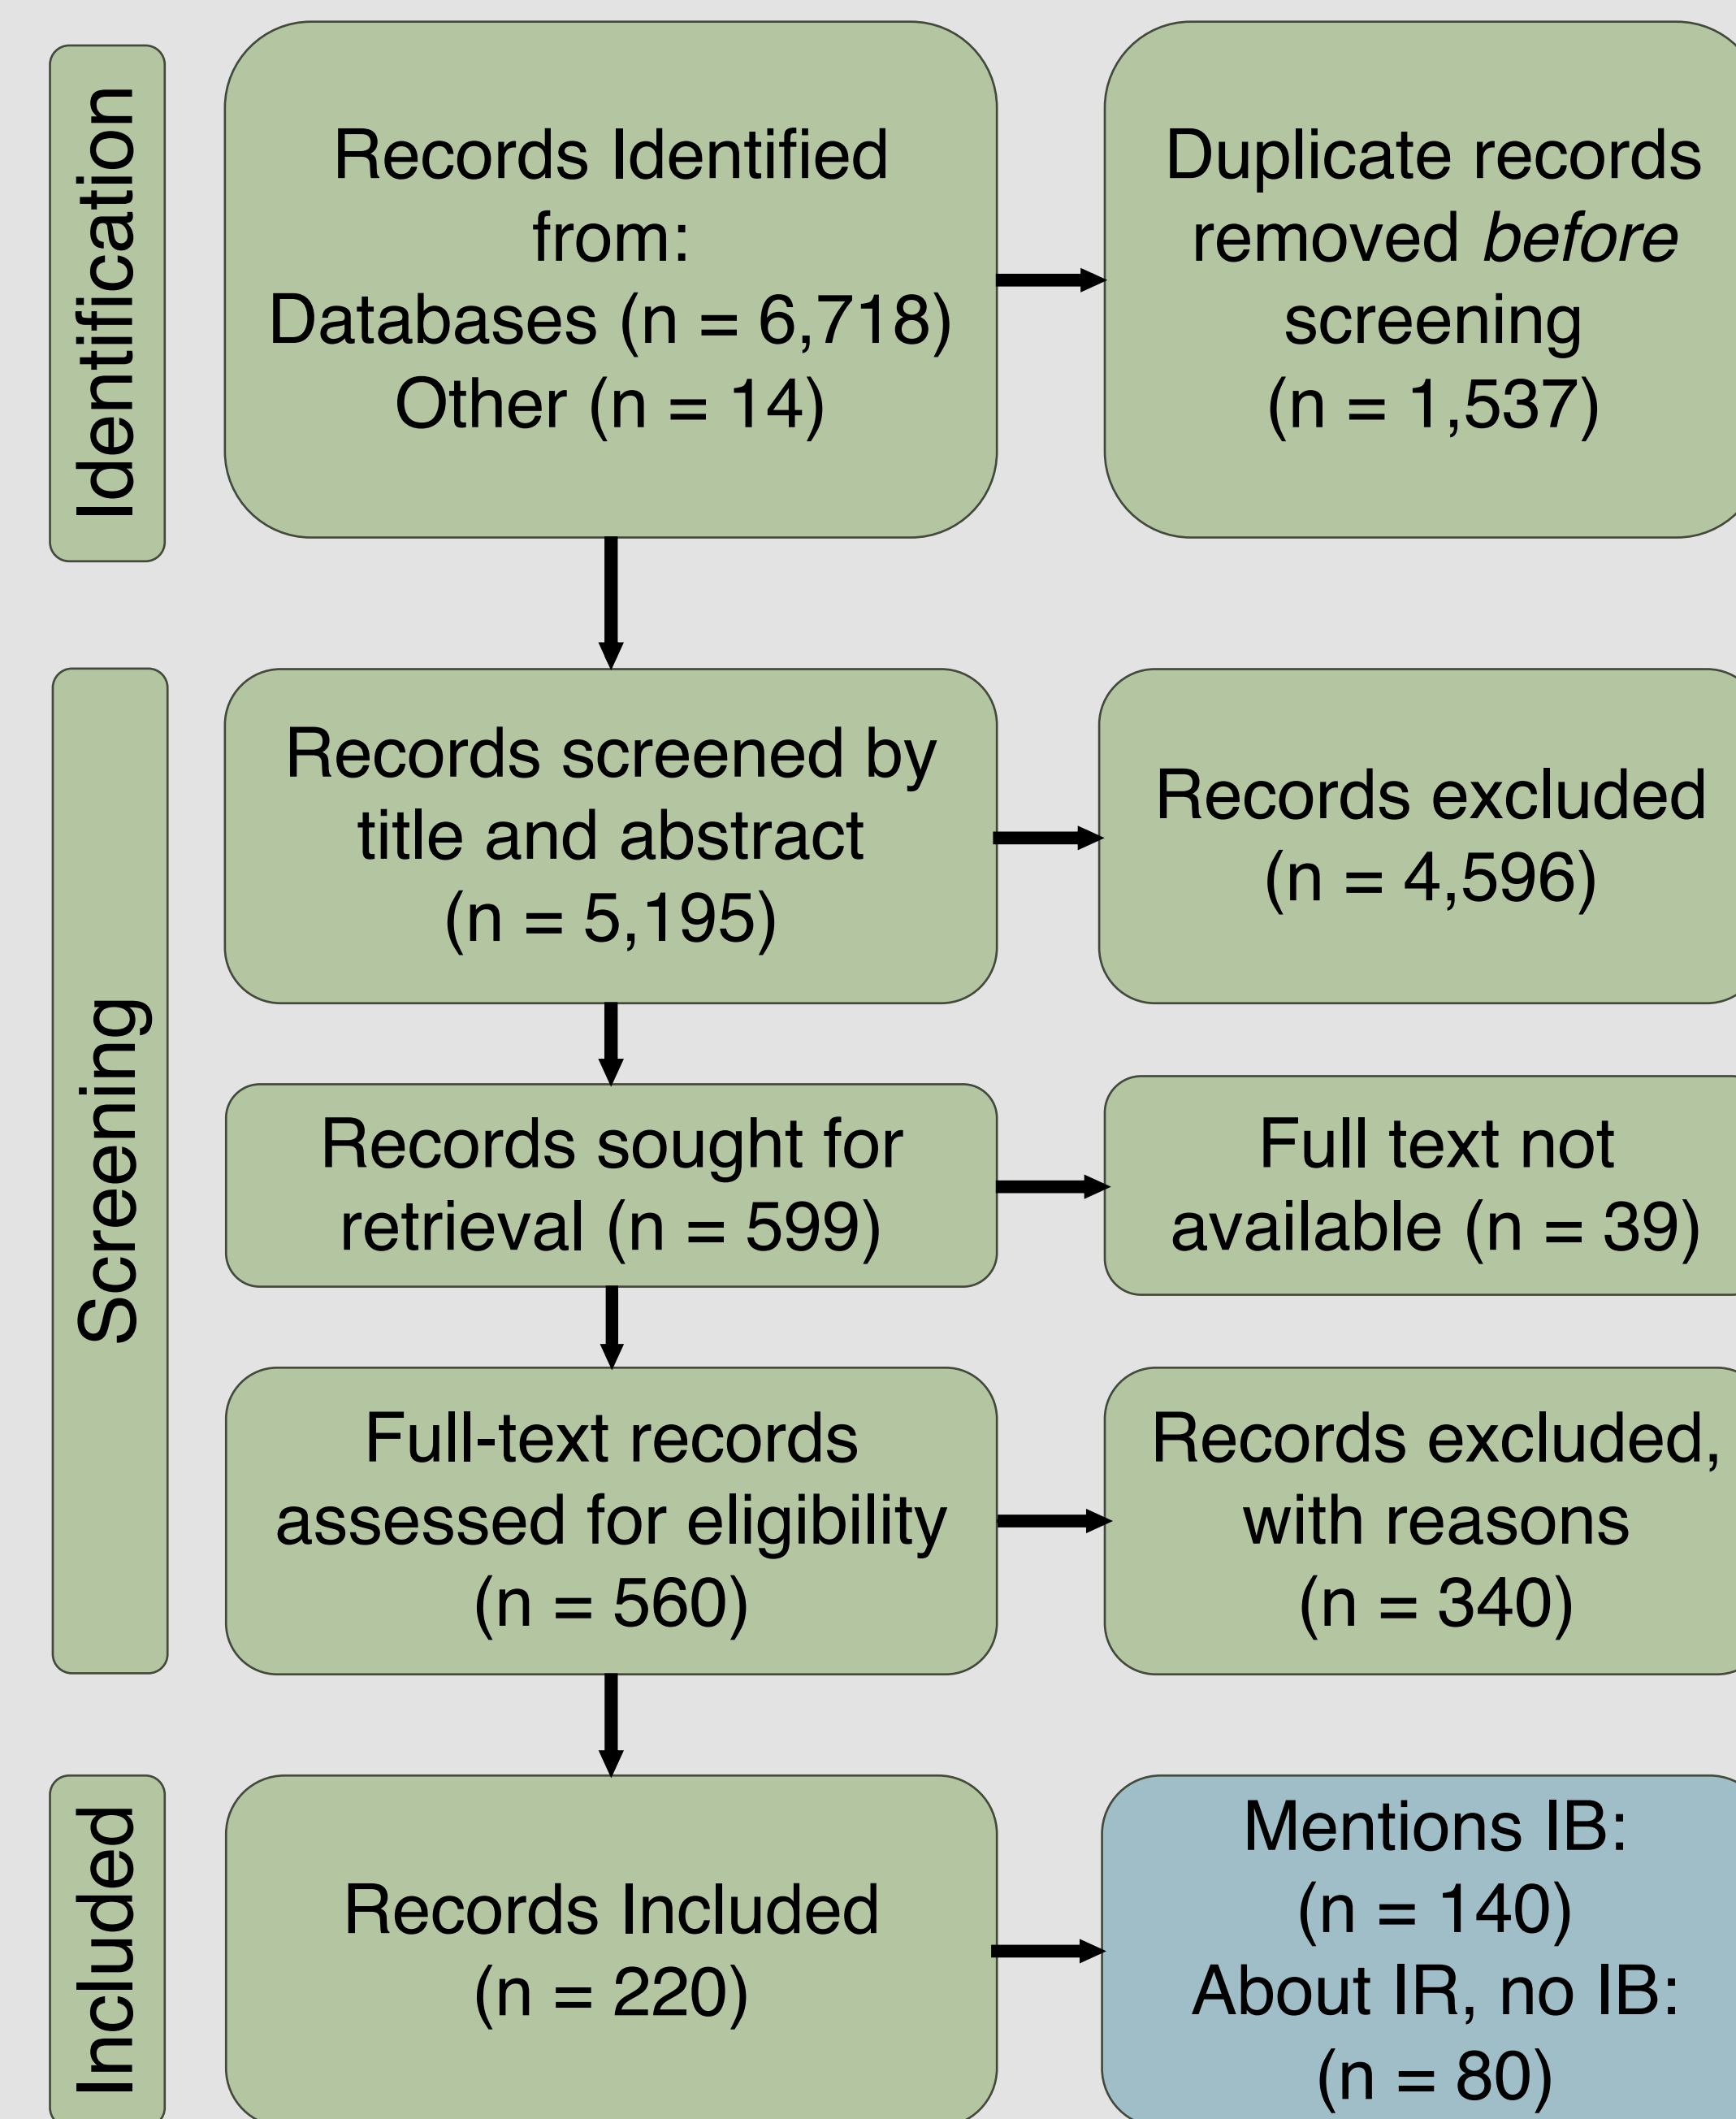 Identification
Records Identified
from:
Databases (n = 6,718)
Other (n = 14)
Duplicate records
removed before
screening
(n = 1,537)
Screening
Records screened by
title and abstract
(n = 5,195)
Records excluded
(n = 4,596)
Records sought for
retrieval (n = 599)
Full text not
available (n = 39)
Full-text records
assessed for eligibility
(n = 560)
Records excluded,
with reasons
(n = 340)
Included
Records Included
(n = 220)
Mentions IB:
(n = 140)
About IR, no IB:
(n = 80)